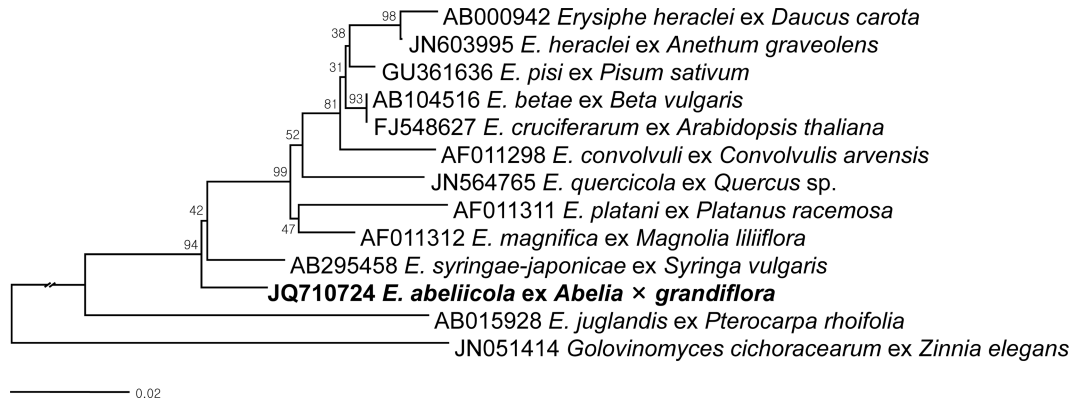 98
AB000942 Erysiphe heraclei ex Daucus carota
38
JN603995 E. heraclei ex Anethum graveolens
31
GU361636 E. pisi ex Pisum sativum
93
AB104516 E. betae ex Beta vulgaris
81
FJ548627 E. cruciferarum ex Arabidopsis thaliana
52
AF011298 E. convolvuli ex Convolvulis arvensis
99
JN564765 E. quercicola ex Quercus sp.
42
AF011311 E. platani ex Platanus racemosa
47
AF011312 E. magnifica ex Magnolia liliiflora
94
AB295458 E. syringae-japonicae ex Syringa vulgaris
JQ710724 E. abeliicola ex Abelia × grandiflora
AB015928 E. juglandis ex Pterocarpa rhoifolia
JN051414 Golovinomyces cichoracearum ex Zinnia elegans
0.02